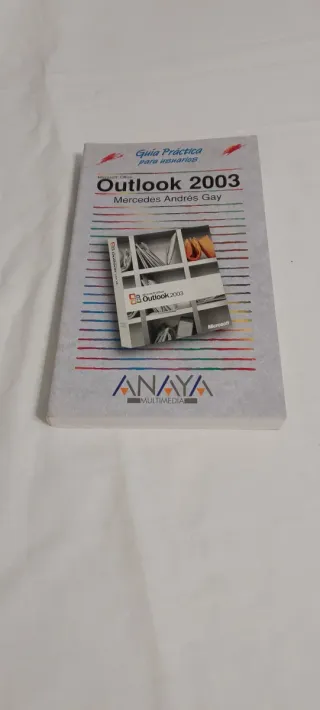 Guía Práctica
para usuarios
Microsoft Office
Outlook 2003
Mercedes Andrés Gay
Outlook 2003
Microsoft
ANAYA
MULTIMEDIA